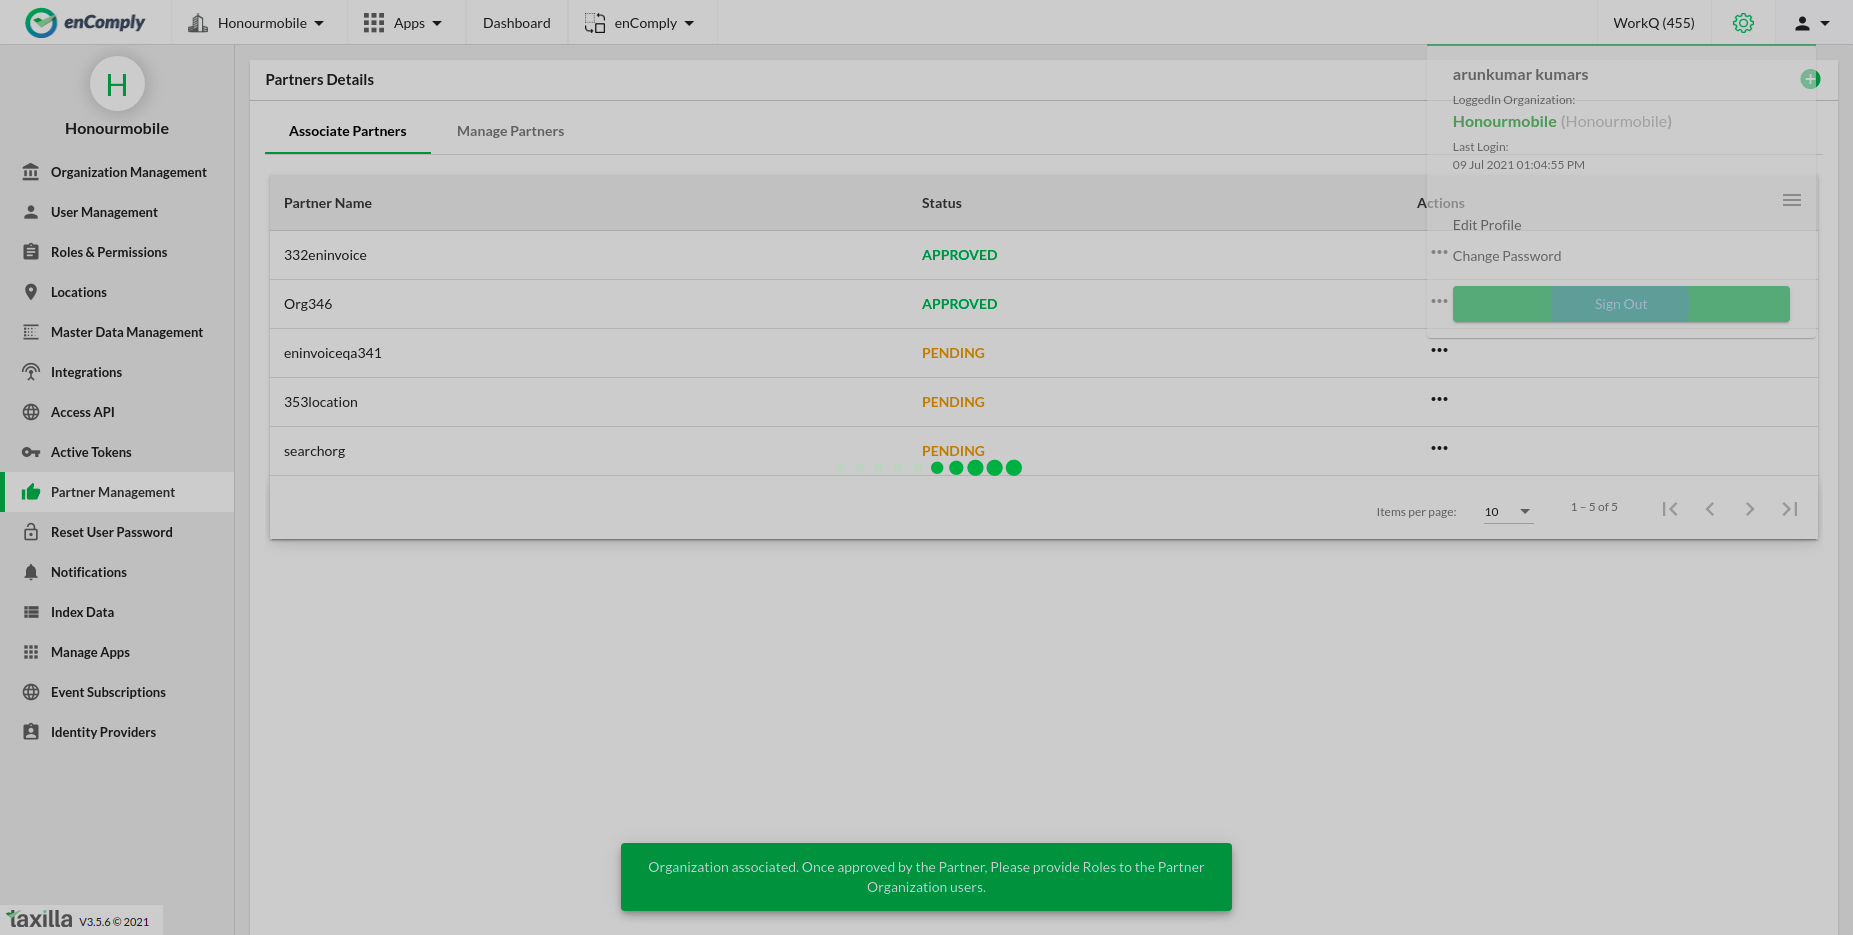 enComply
Honourmobile
Apps
Dashboard
enComply
WorkQ (455)
H
Honourmobile
Organization Management
User Management
Roles & Permissions
Locations
Master Data Management
Integrations
Access API
Active Tokens
Partner Management
Reset User Password
Notifications
Index Data
Manage Apps
Event Subscriptions
Identity Providers
taxilla V3.5.6 © 2021
Partners Details
Associate Partners
Manage Partners
Partner Name
Status
Actions
332eninvoice
APPROVED
Org346
APPROVED
eninvoiceqa341
PENDING
353location
PENDING
searchorg
PENDING
Items per page:
10
1 – 5 of 5
arunkumar kumars
LoggedIn Organization:
Honourmobile (Honourmobile)
Last Login:
09 Jul 2021 01:04:55 PM
Edit Profile
Change Password
Sign Out
Organization associated. Once approved by the Partner, Please provide Roles to the Partner
Organization users.